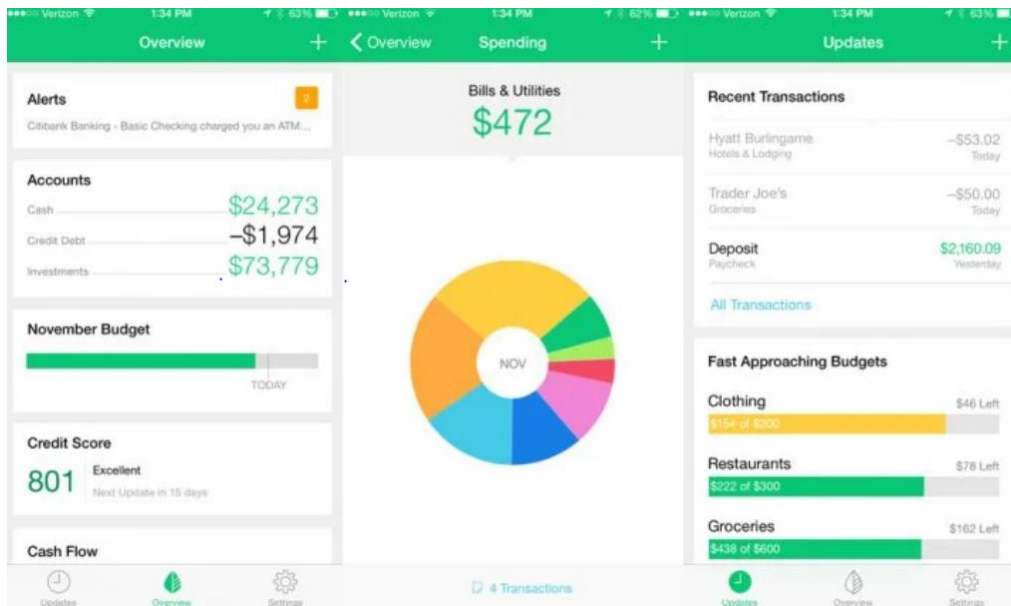 Verizon 1:34 PM 63%
Overview +
Alerts 2
Citibank Banking - Basic Checking charged you an ATM...
Accounts
Cash $24,273
Credit Debt –$1,974
Investments $73,779
November Budget
TODAY
Credit Score
801 Excellent
Next Update in 15 days
Cash Flow
Updates Overview Settings
Verizon 1:34 PM 62%
Overview Spending +
Bills & Utilities
$472
NOV
4 Transactions
Verizon 1:34 PM 63%
Updates +
Recent Transactions
Hyatt Burlingame –$53.02
Hotels & Lodging Today
Trader Joe's –$50.00
Groceries Today
Deposit $2,160.09
Paycheck Yesterday
All Transactions
Fast Approaching Budgets
Clothing $46 Left
$154 of $200
Restaurants $78 Left
$222 of $300
Groceries $162 Left
$438 of $600
Updates Overview Settings